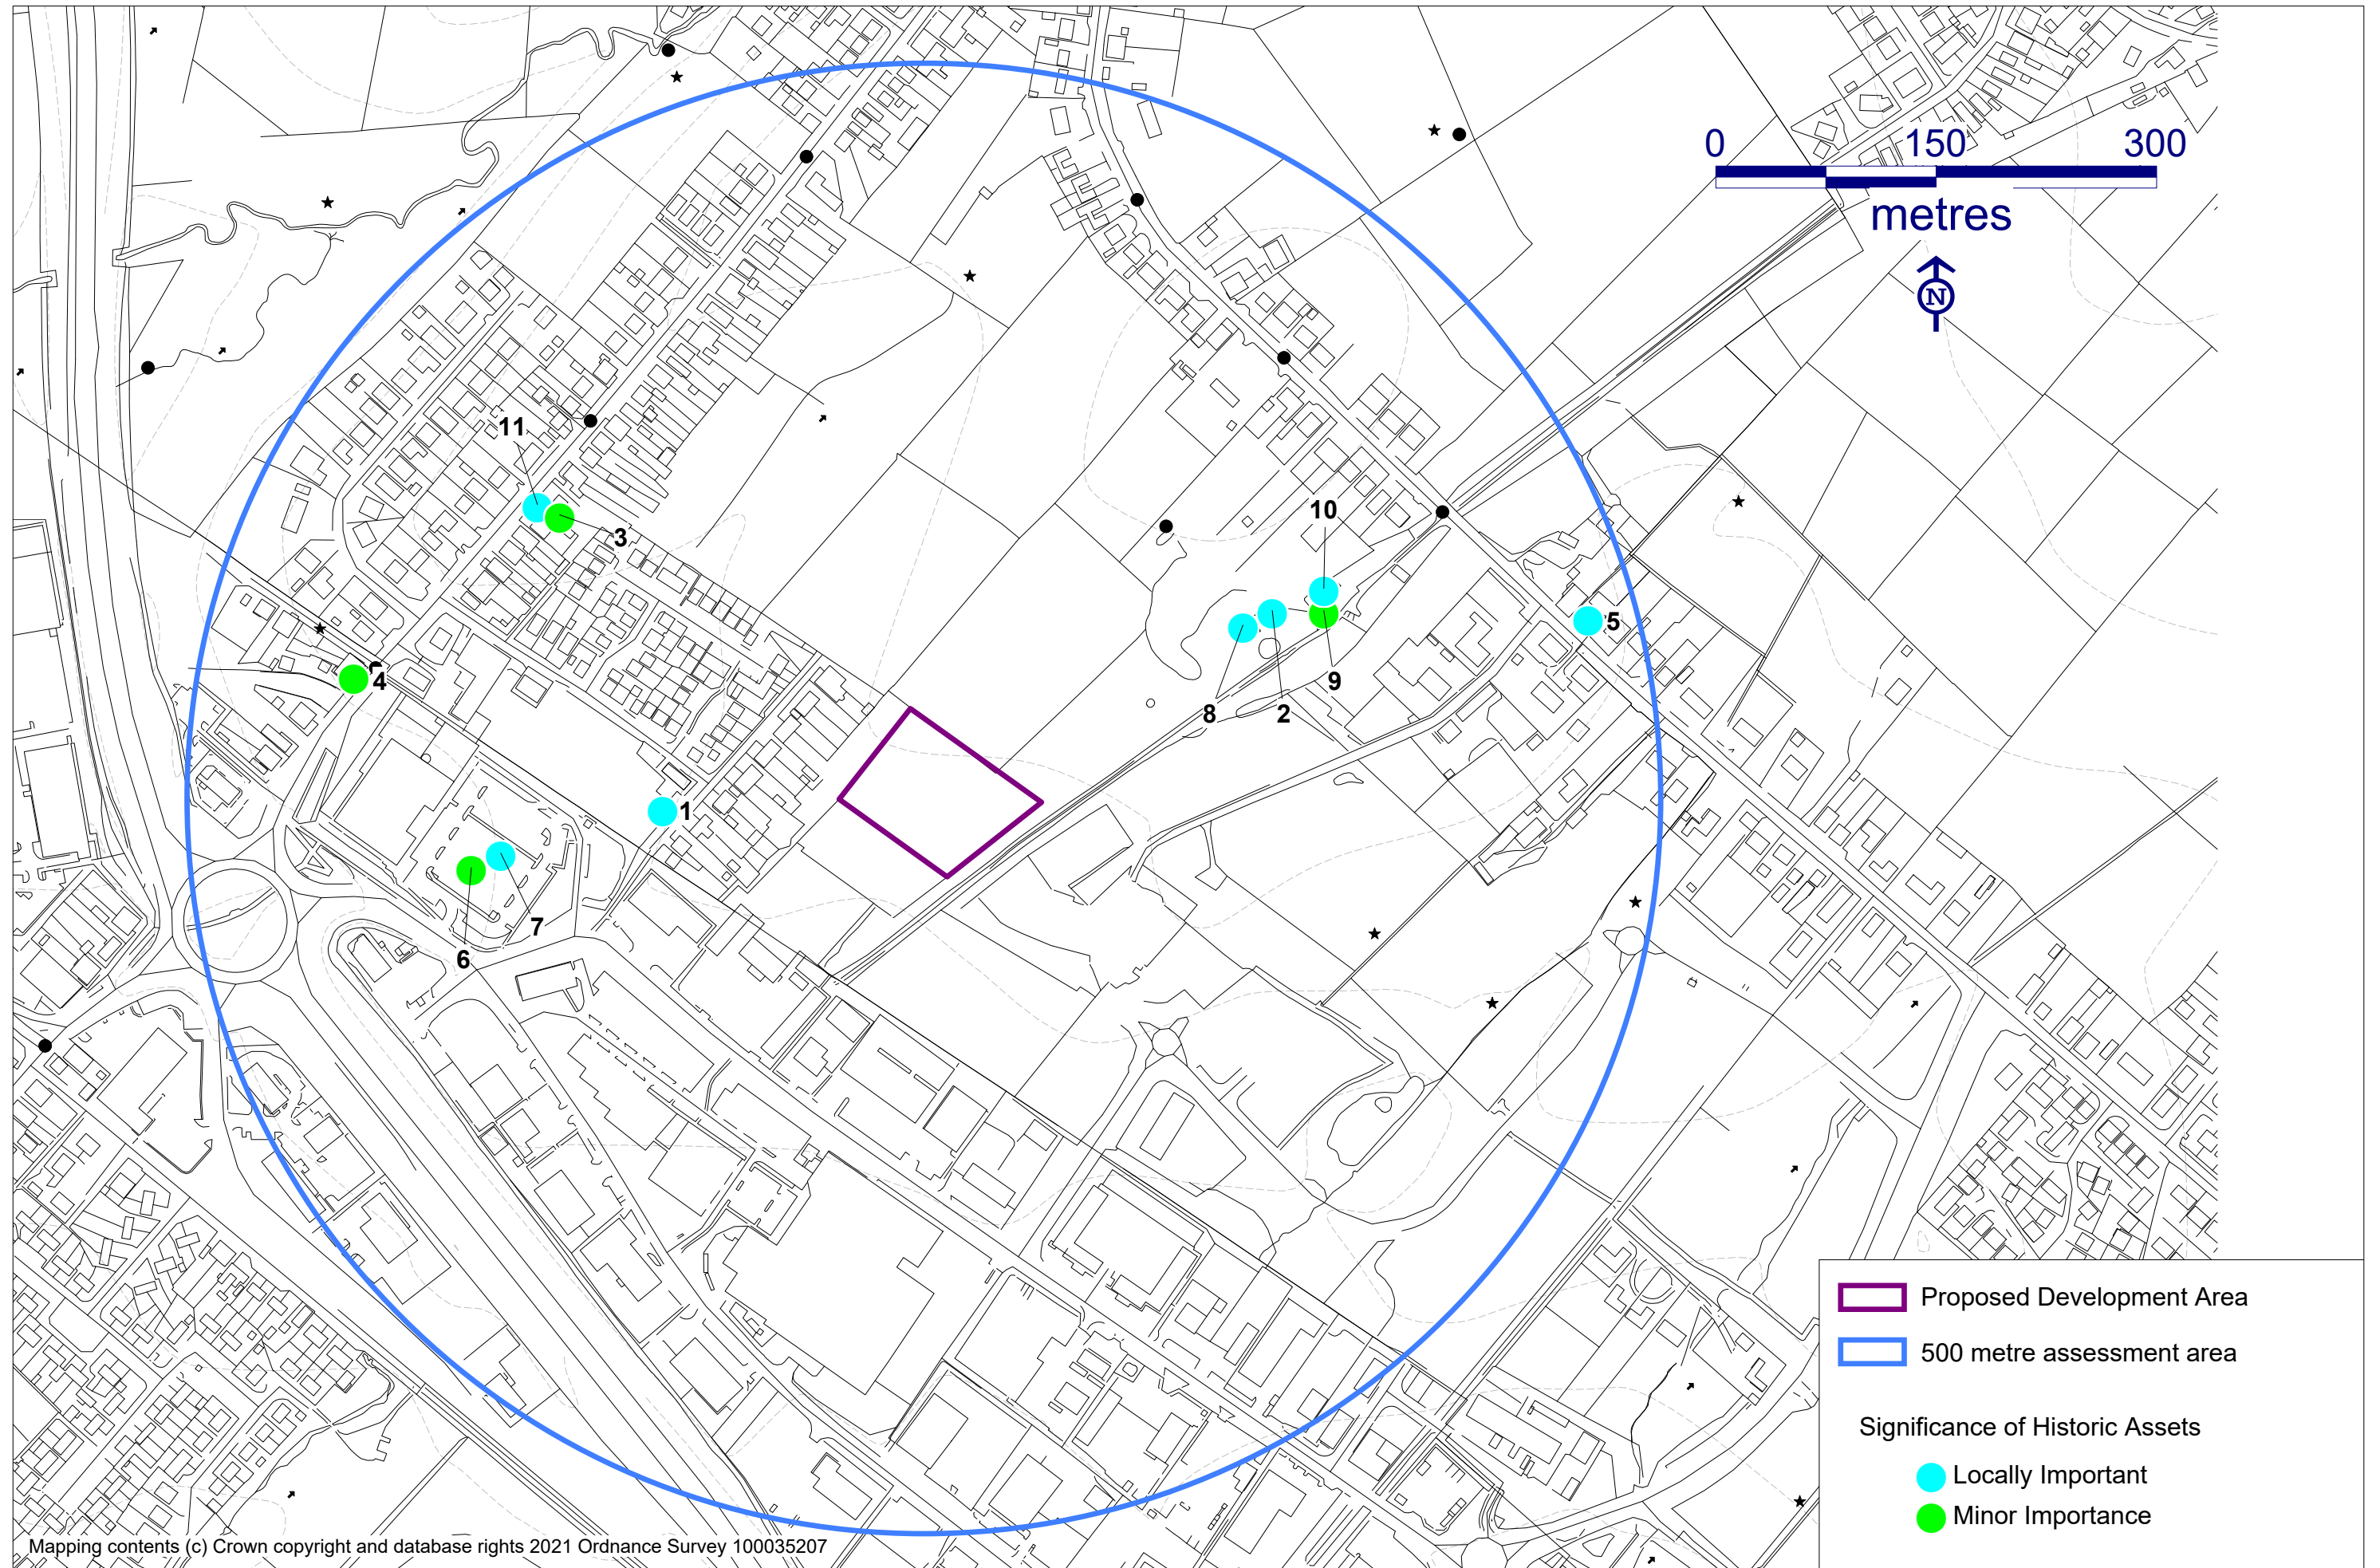 0 150 300
metres
N
11
3
10
5
4
9
8
2
1
7
6
Proposed Development Area
500 metre assessment area
Significance of Historic Assets
Locally Important
Minor Importance
Mapping contents (c) Crown copyright and database rights 2021 Ordnance Survey 100035207